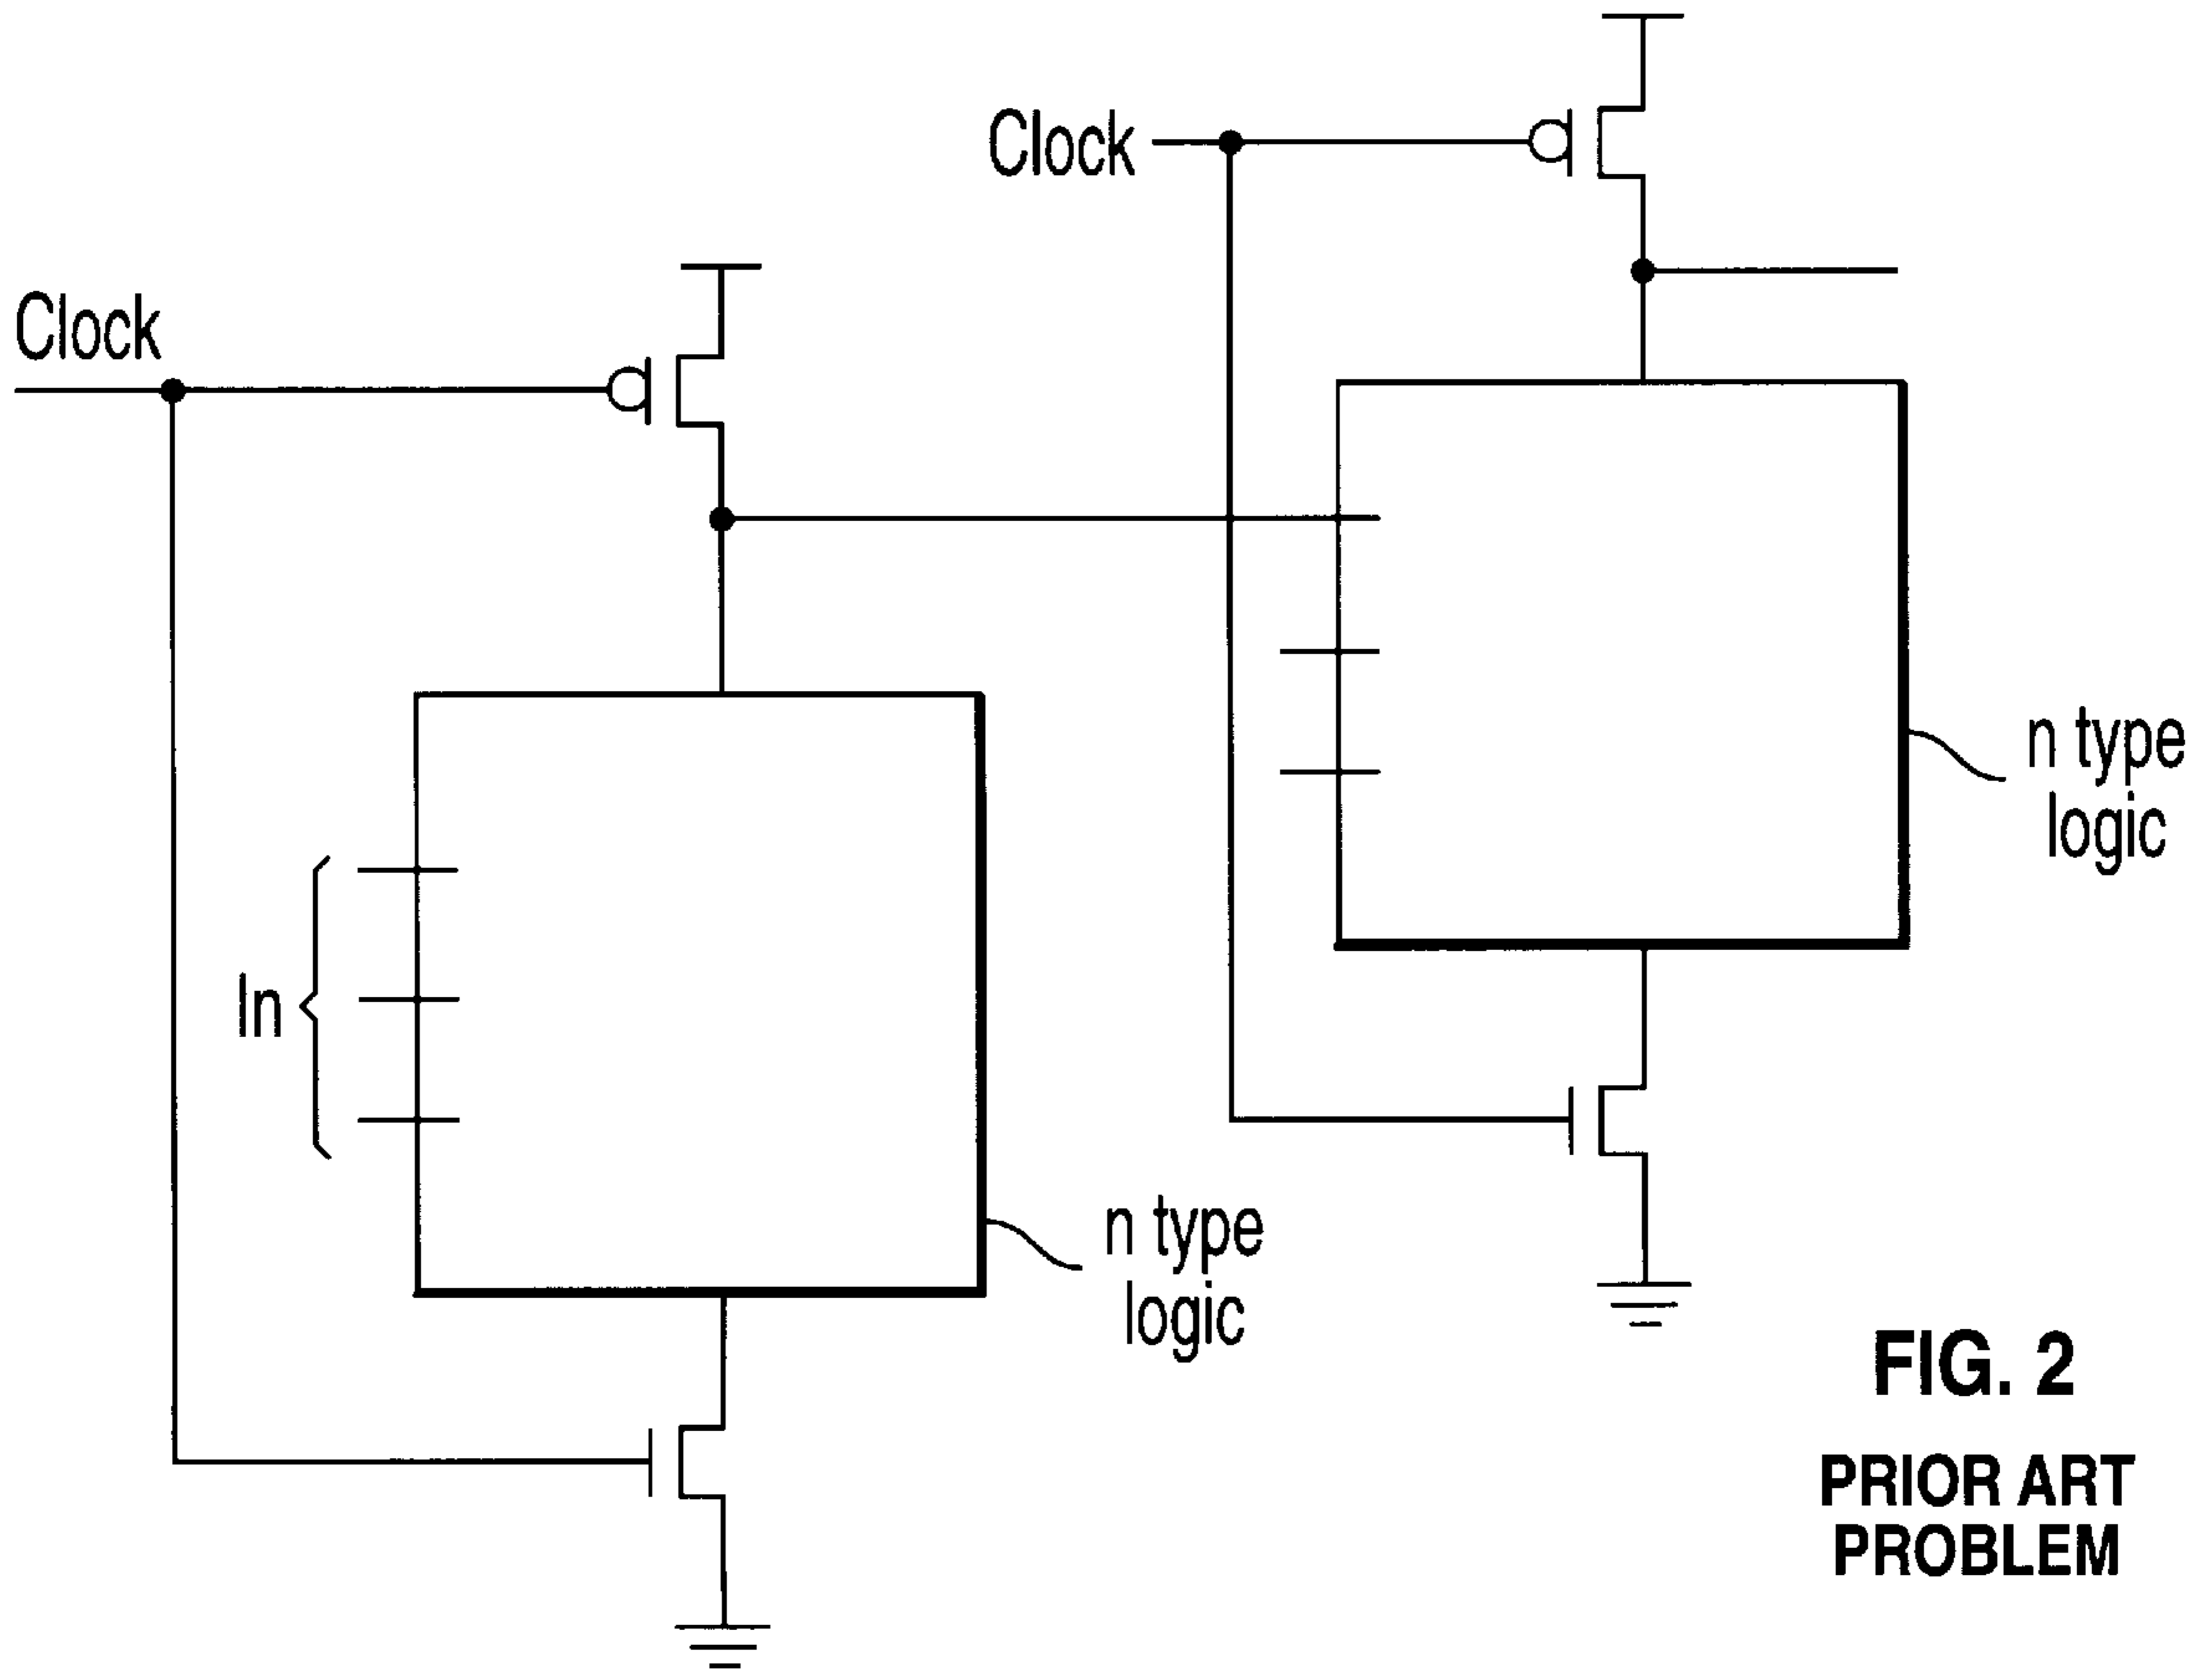 Clock
Clock
n type
logic
In
n type
logic
FIG. 2
PRIOR ART
PROBLEM